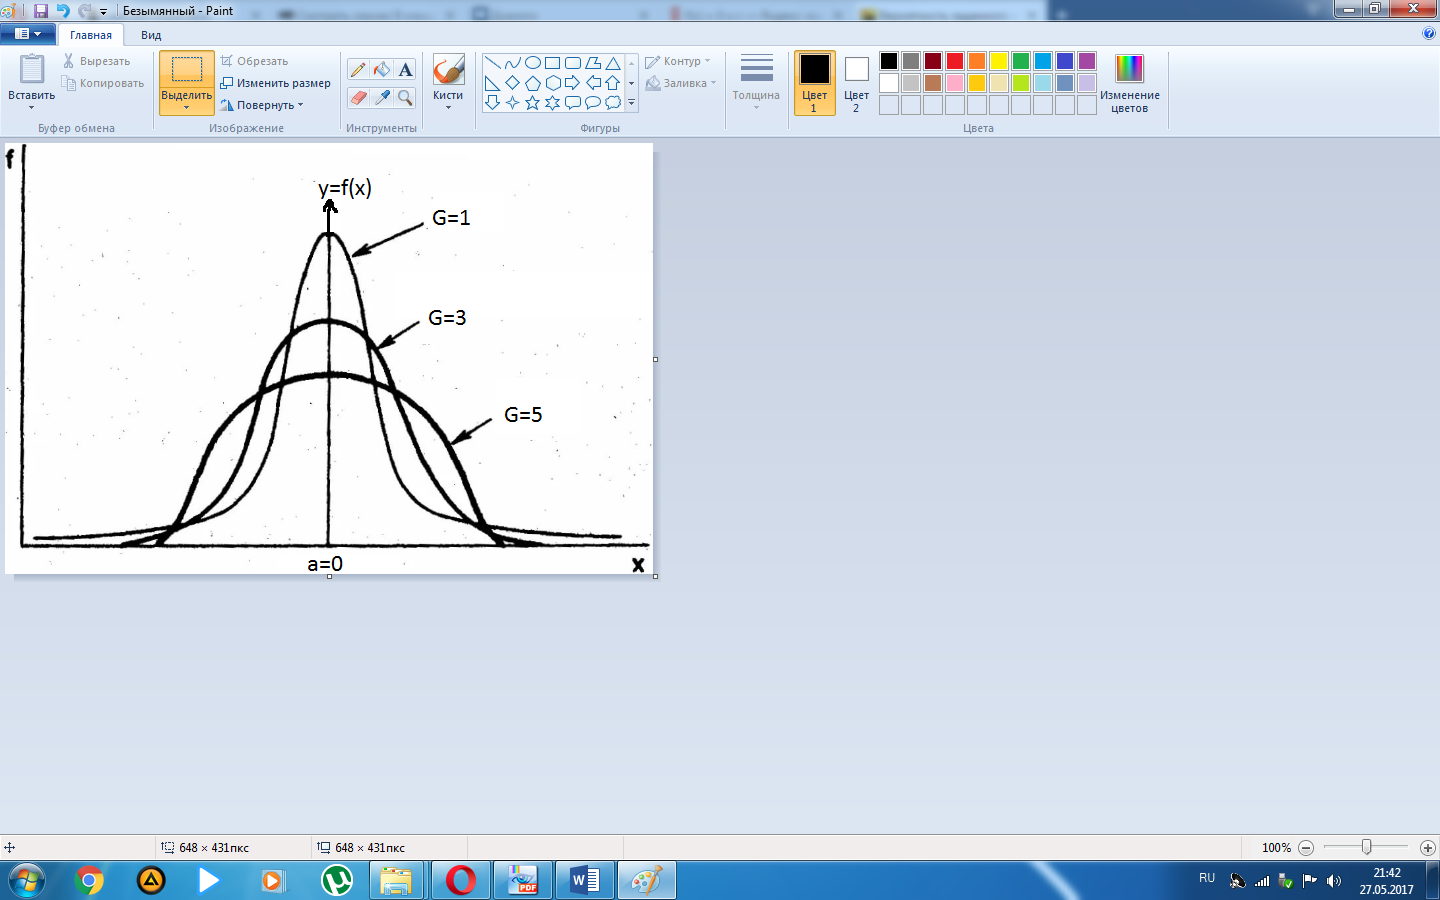 Безымянный - Paint
Главная
Вид
Вставить
Вырезать
Копировать
Буфер обмена
Выделить
Обрезать
Изменить размер
Повернуть
Изображение
A
Инструменты
Кисти
Контур
Заливка
Фигуры
Толщина
Цвет 1
Цвет 2
Изменение цветов
Цвета
f
y=f(x)
G=1
G=3
G=5
a=0
x
648 × 431пкс
648 × 431пкс
100%
PDF
W
RU
21:42
27.05.2017